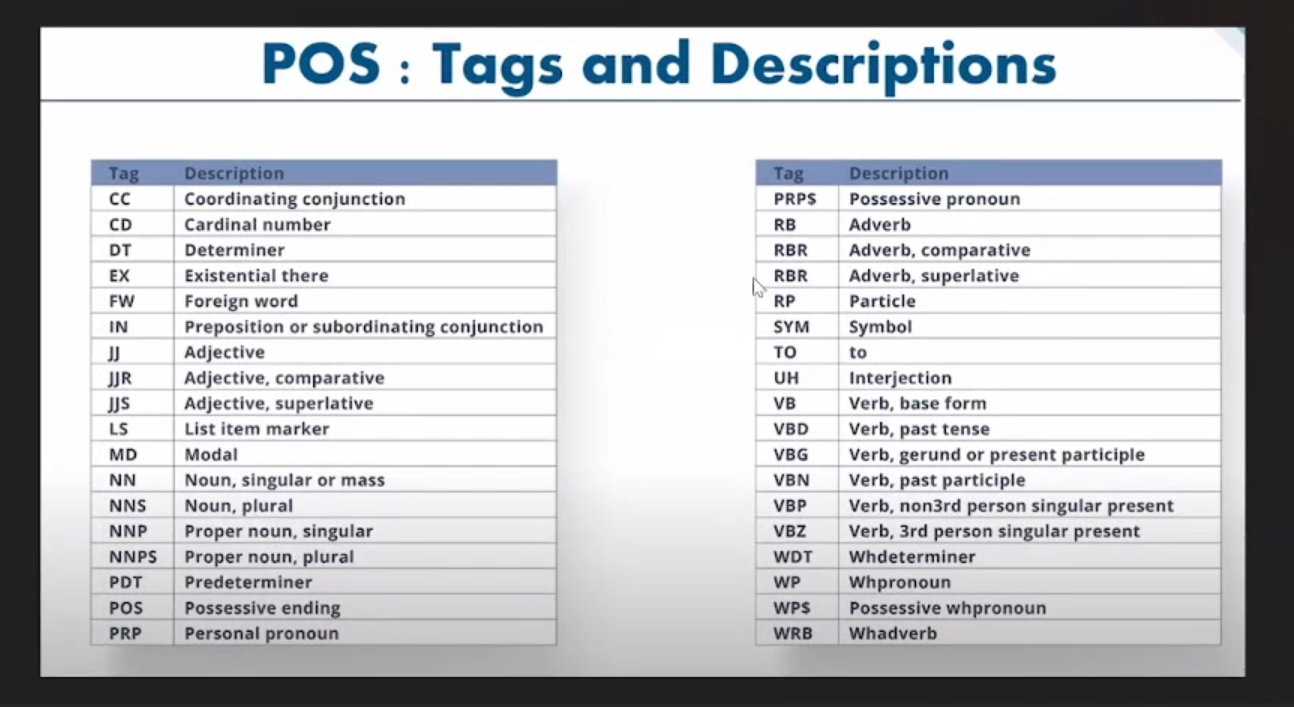 POS : Tags and Descriptions
Tag Description
CC Coordinating conjunction
CD Cardinal number
DT Determiner
EX Existential there
FW Foreign word
IN Preposition or subordinating conjunction
JJ Adjective
JJR Adjective, comparative
JJS Adjective, superlative
LS List item marker
MD Modal
NN Noun, singular or mass
NNS Noun, plural
NNP Proper noun, singular
NNPS Proper noun, plural
PDT Predeterminer
POS Possessive ending
PRP Personal pronoun
Tag Description
PRP$ Possessive pronoun
RB Adverb
RBR Adverb, comparative
RBR Adverb, superlative
RP Particle
SYM Symbol
TO to
UH Interjection
VB Verb, base form
VBD Verb, past tense
VBG Verb, gerund or present participle
VBN Verb, past participle
VBP Verb, non3rd person singular present
VBZ Verb, 3rd person singular present
WDT Whdeterminer
WP Whpronoun
WP$ Possessive whpronoun
WRB Whadverb